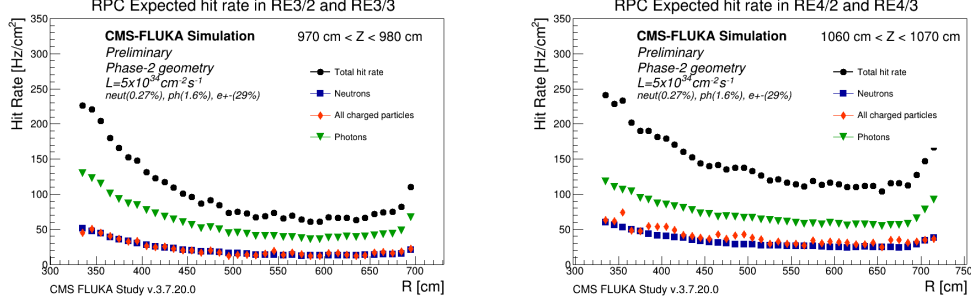 RPC Expected hit rate in RE3/2 and RE3/3
Hit Rate [Hz/cm²]
350
300
250
200
150
100
50
0
CMS-FLUKA Simulation
970 cm < Z < 980 cm
Preliminary
Phase-2 geometry
L=5x10³⁴cm⁻²s⁻¹
neut(0.27%), ph(1.6%), e+-(29%)
Total hit rate
Neutrons
All charged particles
Photons
300 350 400 450 500 550 600 650 700
CMS FLUKA Study v.3.7.20.0
R [cm]
RPC Expected hit rate in RE4/2 and RE4/3
Hit Rate [Hz/cm²]
350
300
250
200
150
100
50
0
CMS-FLUKA Simulation
1060 cm < Z < 1070 cm
Preliminary
Phase-2 geometry
L=5x10³⁴cm⁻²s⁻¹
neut(0.27%), ph(1.6%), e+-(29%)
Total hit rate
Neutrons
All charged particles
Photons
300 350 400 450 500 550 600 650 700 750
CMS FLUKA Study v.3.7.20.0
R [cm]